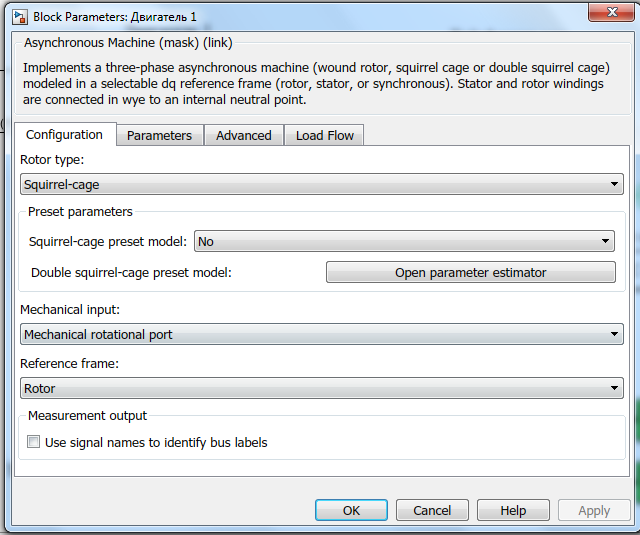 Block Parameters: Двигатель 1
Asynchronous Machine (mask) (link)
Implements a three-phase asynchronous machine (wound rotor, squirrel cage or double squirrel cage)
modeled in a selectable dq reference frame (rotor, stator, or synchronous). Stator and rotor windings
are connected in wye to an internal neutral point.
Configuration Parameters Advanced Load Flow
Rotor type:
Squirrel-cage
Preset parameters
Squirrel-cage preset model: No
Double squirrel-cage preset model: Open parameter estimator
Mechanical input:
Mechanical rotational port
Reference frame:
Rotor
Measurement output
Use signal names to identify bus labels
OK Cancel Help Apply